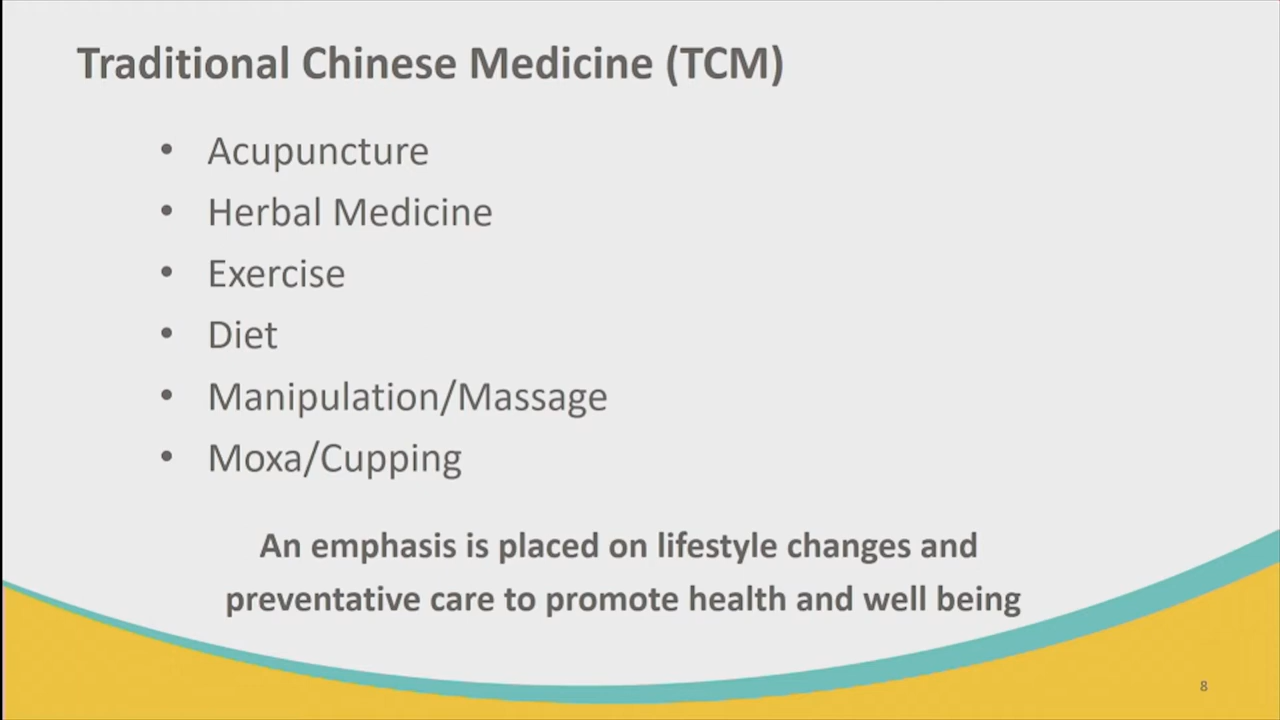 Traditional Chinese Medicine (TCM)
• Acupuncture
• Herbal Medicine
• Exercise
• Diet
• Manipulation/Massage
• Moxa/Cupping
An emphasis is placed on lifestyle changes and
preventative care to promote health and well being
8